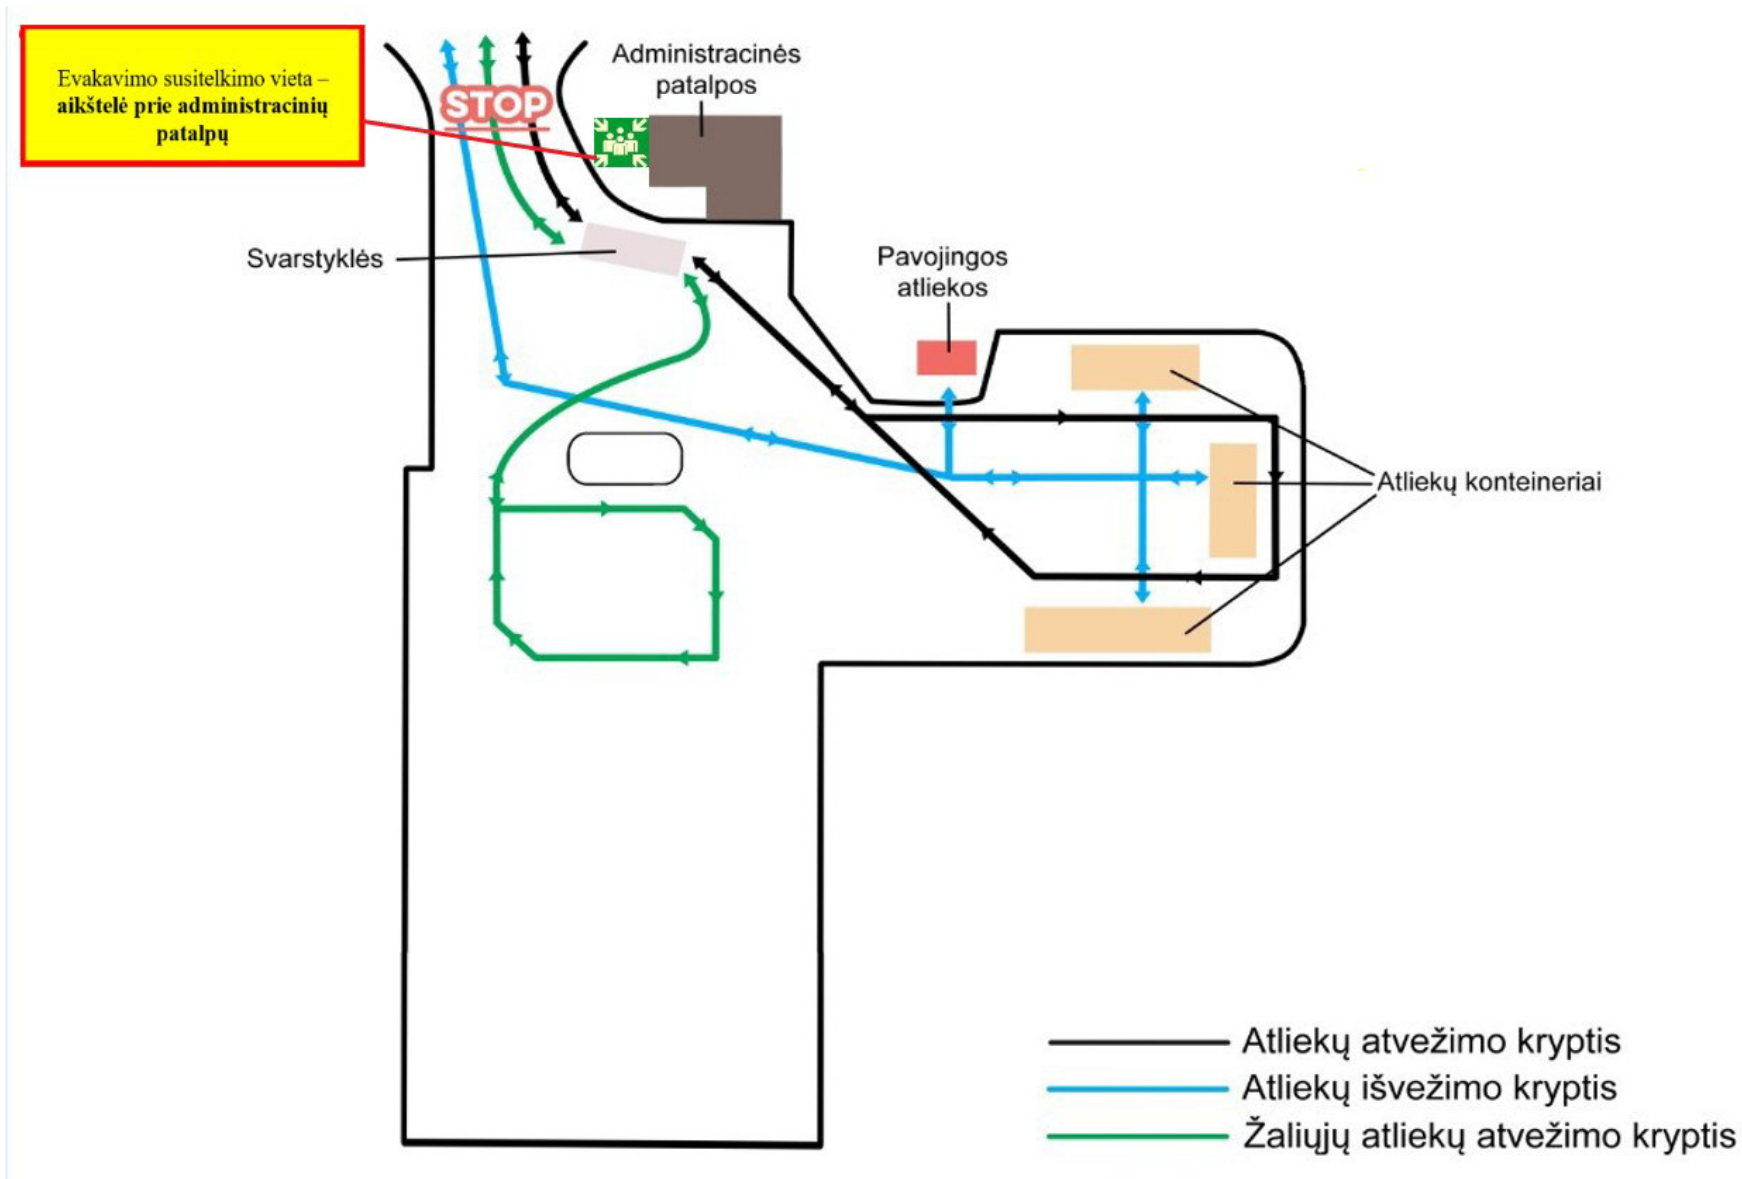 Evakavimo susitelkimo vieta –
aikštelė prie administracinių
patalpų
STOP
Administracinės
patalpos
Svarstyklės
Pavojingos
atliekos
Atliekų konteineriai
Atliekų atvežimo kryptis
Atliekų išvežimo kryptis
Žaliųjų atliekų atvežimo kryptis